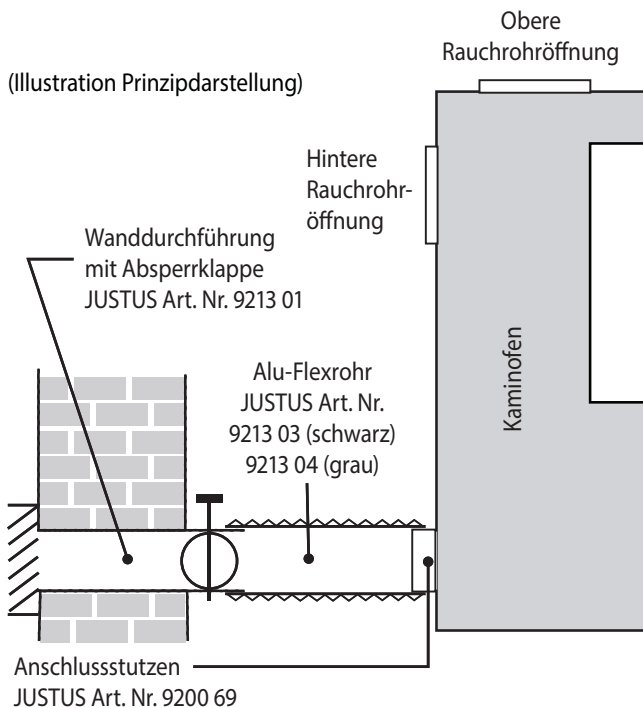 Obere
Rauchrohröffnung
(Illustration Prinzipdarstellung)
Hintere
Rauchrohr-
öffnung
Wanddurchführung
mit Absperrklappe
JUSTUS Art. Nr. 9213 01
Alu-Flexrohr
JUSTUS Art. Nr.
9213 03 (schwarz)
9213 04 (grau)
Kaminofen
Anschlussstutzen
JUSTUS Art. Nr. 9200 69